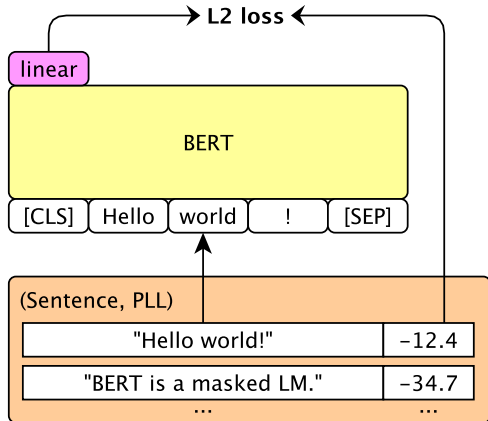 L2 loss
linear
BERT
[CLS] Hello world ! [SEP]
(Sentence, PLL)
"Hello world!" -12.4
"BERT is a masked LM." -34.7
... ...